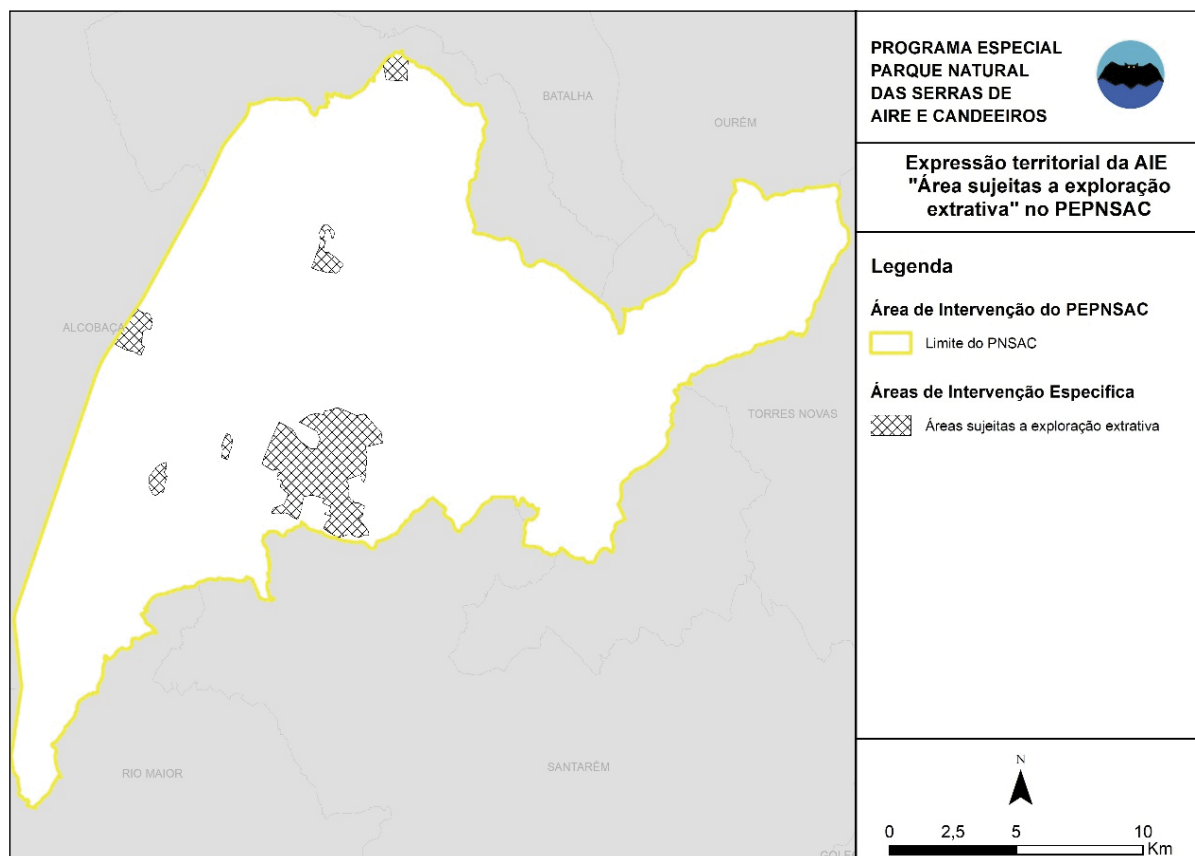 PROGRAMA ESPECIAL
PARQUE NATURAL
DAS SERRAS DE
AIRE E CANDEEIROS
Expressão territorial da AIE
"Área sujeitas a exploração
extrativa" no PEPNSAC
Legenda
Área de Intervenção do PEPNSAC
Limite do PNSAC
Áreas de Intervenção Especifica
Áreas sujeitas a exploração extrativa
BATALHA
OURÉM
ALCOBAÇA
TORRES NOVAS
RIO MAIOR
SANTARÉM
N
0 2,5 5 10
Km